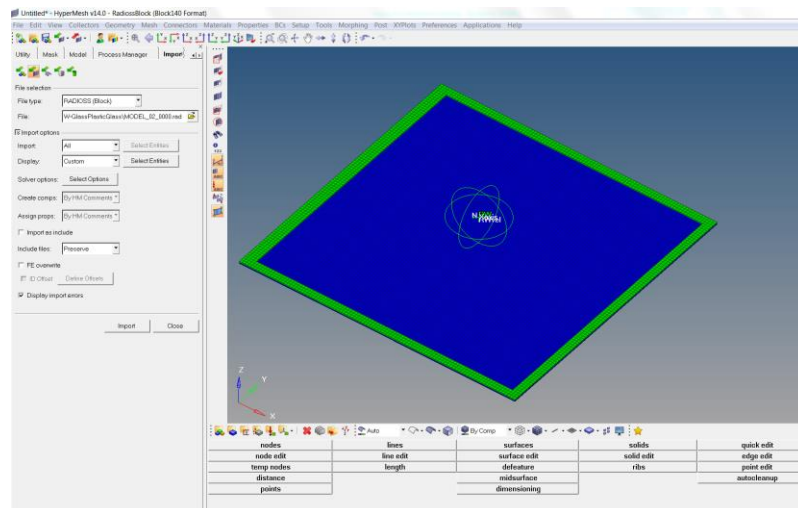 Untitled* - HyperMesh v14.0 - RadiossBlock (Block140 Format)
File Edit View Collectors Geometry Mesh Connectors Materials Properties BCs Setup Tools Morphing Post XYPlots Preferences Applications Help
Utility Mask Model Process Manager Import
File selection
File type: RADIOSS (Block)
File: W-GlassPlasticGlass\MODEL_02_0000.rad
Import options
Import: All Select Entities
Display: Custom Select Entities
Solver options: Select Options
Create comps: By HM Comments
Assign props: By HM Comments
Import as include
Include files: Preserve
FE overwrite
ID Offset Define Offsets
Display import errors
Import Close
Z
Y
X
Auto By Comp
nodes lines surfaces solids quick edit
node edit line edit surface edit solid edit edge edit
temp nodes length defeature ribs point edit
distance midsurface autocleanup
points dimensioning